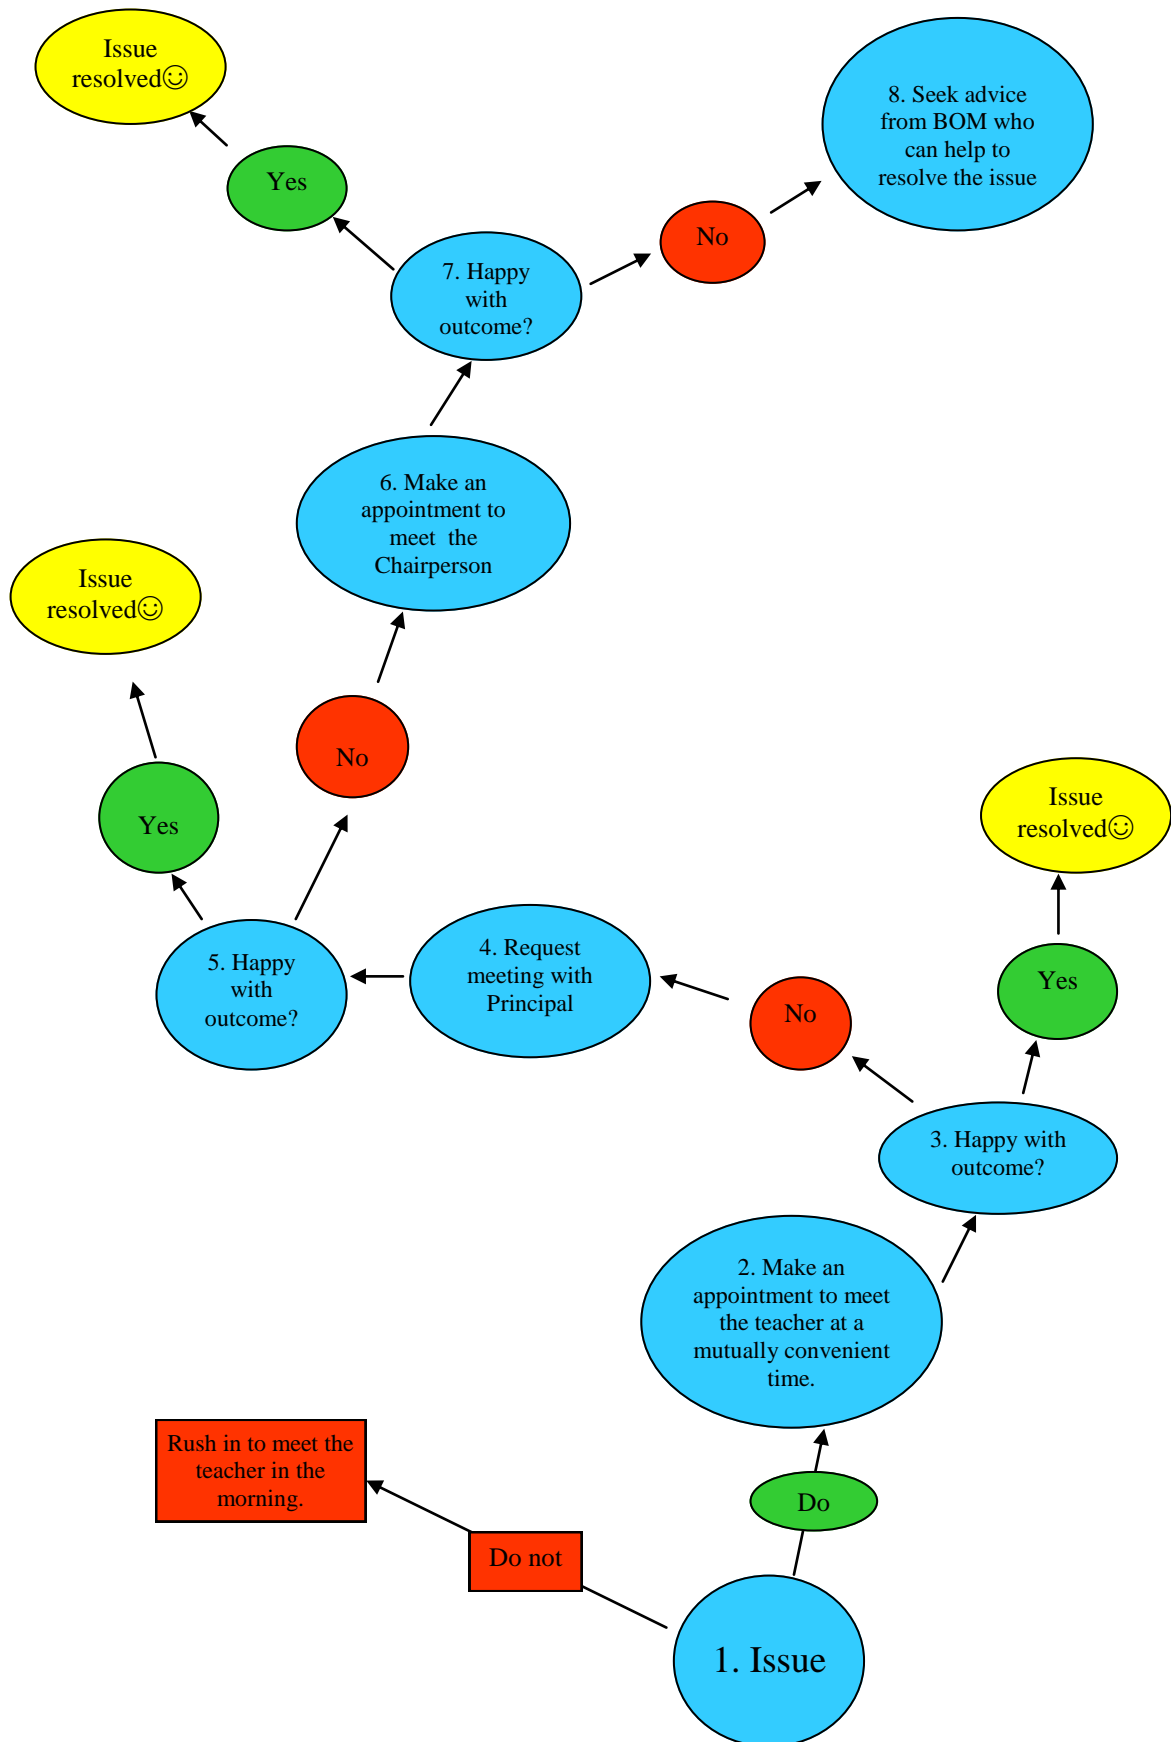 Issue
resolved☺
8. Seek advice
from BOM who
can help to
resolve the issue
Yes
No
7. Happy
with
outcome?
6. Make an
appointment to
meet  the
Chairperson
Issue
resolved☺
No
Yes
Issue
resolved☺
5. Happy
with
outcome?
4. Request
meeting with
Principal
No
Yes
3. Happy with
outcome?
2. Make an
appointment to meet
the teacher at a
mutually convenient
time.
Rush in to meet the
teacher in the
morning.
Do
Do not
1. Issue